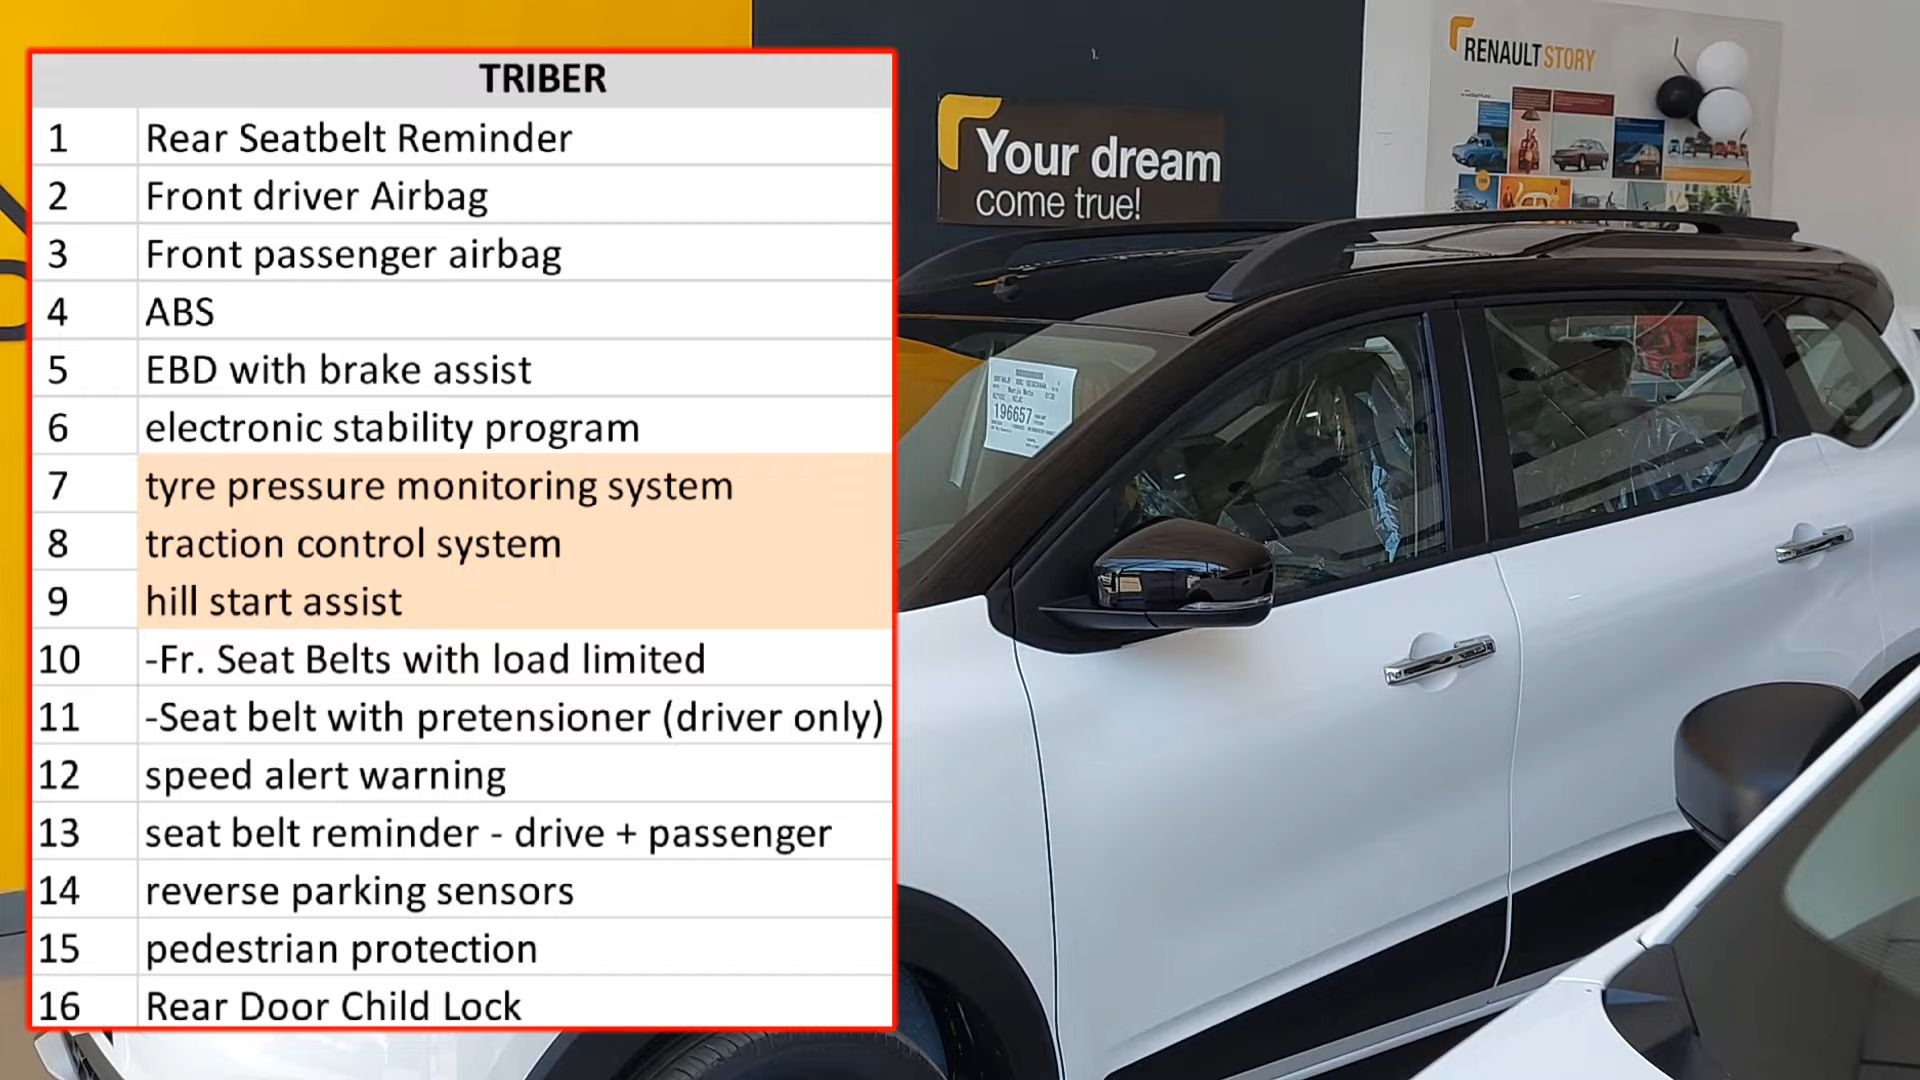 TRIBER
1 Rear Seatbelt Reminder
2 Front driver Airbag
3 Front passenger airbag
4 ABS
5 EBD with brake assist
6 electronic stability program
7 tyre pressure monitoring system
8 traction control system
9 hill start assist
10 -Fr. Seat Belts with load limited
11 -Seat belt with pretensioner (driver only)
12 speed alert warning
13 seat belt reminder - drive + passenger
14 reverse parking sensors
15 pedestrian protection
16 Rear Door Child Lock
Your dream
come true!
RENAULT STORY
196657